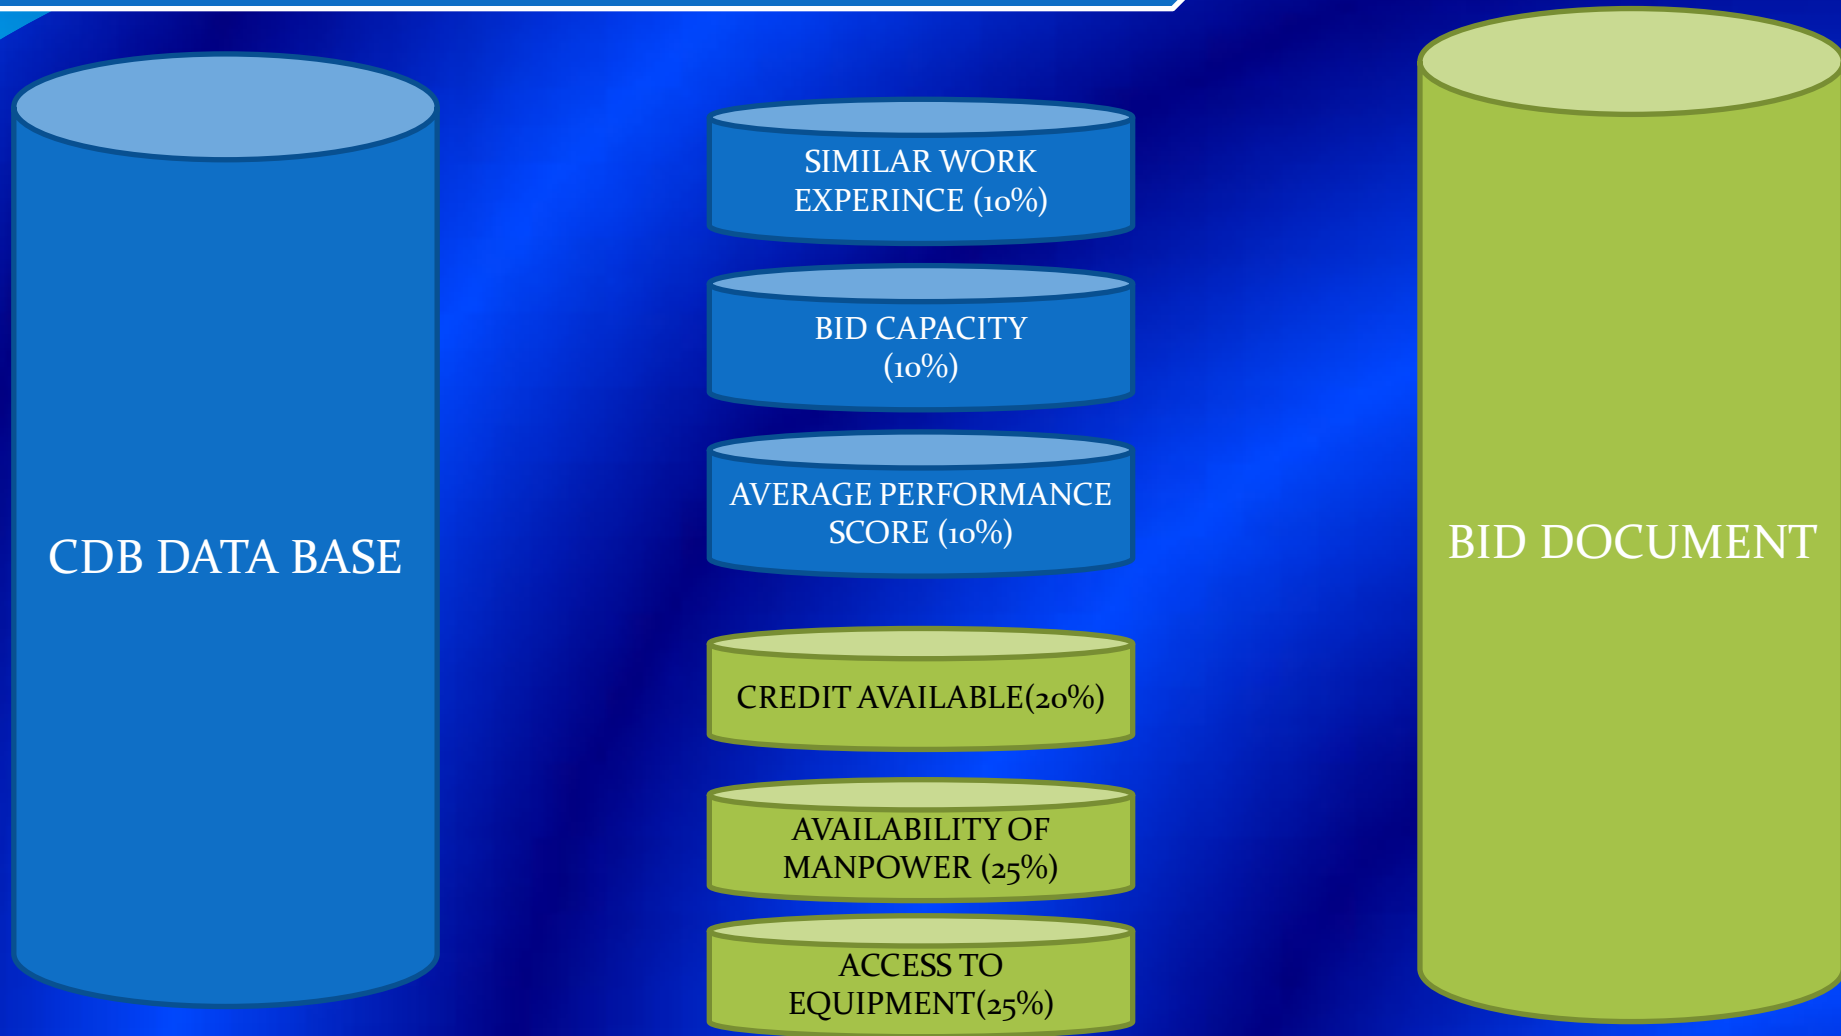 CDB DATA BASE
SIMILAR WORK
EXPERINCE (10%)
BID CAPACITY
(10%)
AVERAGE PERFORMANCE
SCORE (10%)
CREDIT AVAILABLE(20%)
AVAILABILITY OF
MANPOWER (25%)
ACCESS TO
EQUIPMENT(25%)
BID DOCUMENT